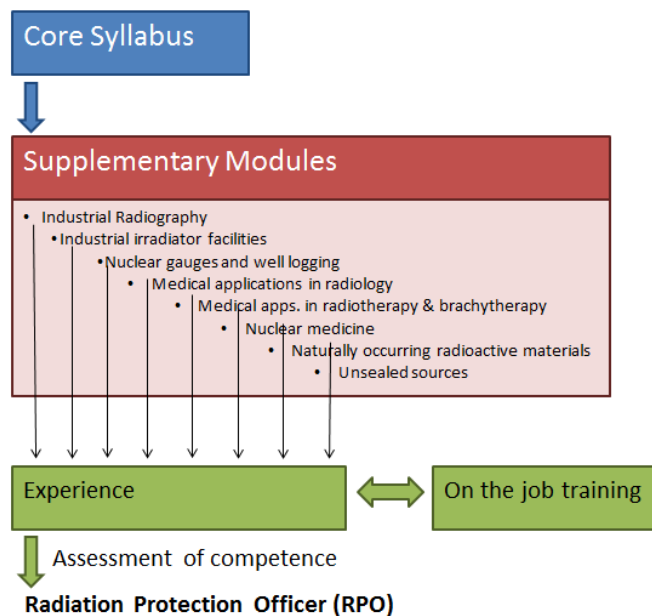 Core Syllabus
Supplementary Modules
• Industrial Radiography
•Industrial irradiator facilities
•Nuclear gauges and well logging
• Medical applications in radiology
• Medical apps. in radiotherapy & brachytherapy
• Nuclear medicine
• Naturally occurring radioactive materials
• Unsealed sources
Experience
On the job training
Assessment of competence
Radiation Protection Officer (RPO)